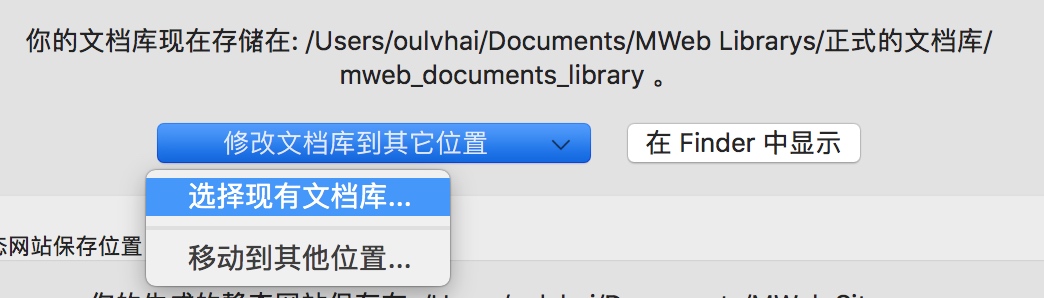 你的文档库现在存储在: /Users/oulvhai/Documents/MWeb Librarys/正式的文档库/
mweb_documents_library 。
修改文档库到其它位置
在 Finder 中显示
选择现有文档库...
态网站保存位置
移动到其他位置...